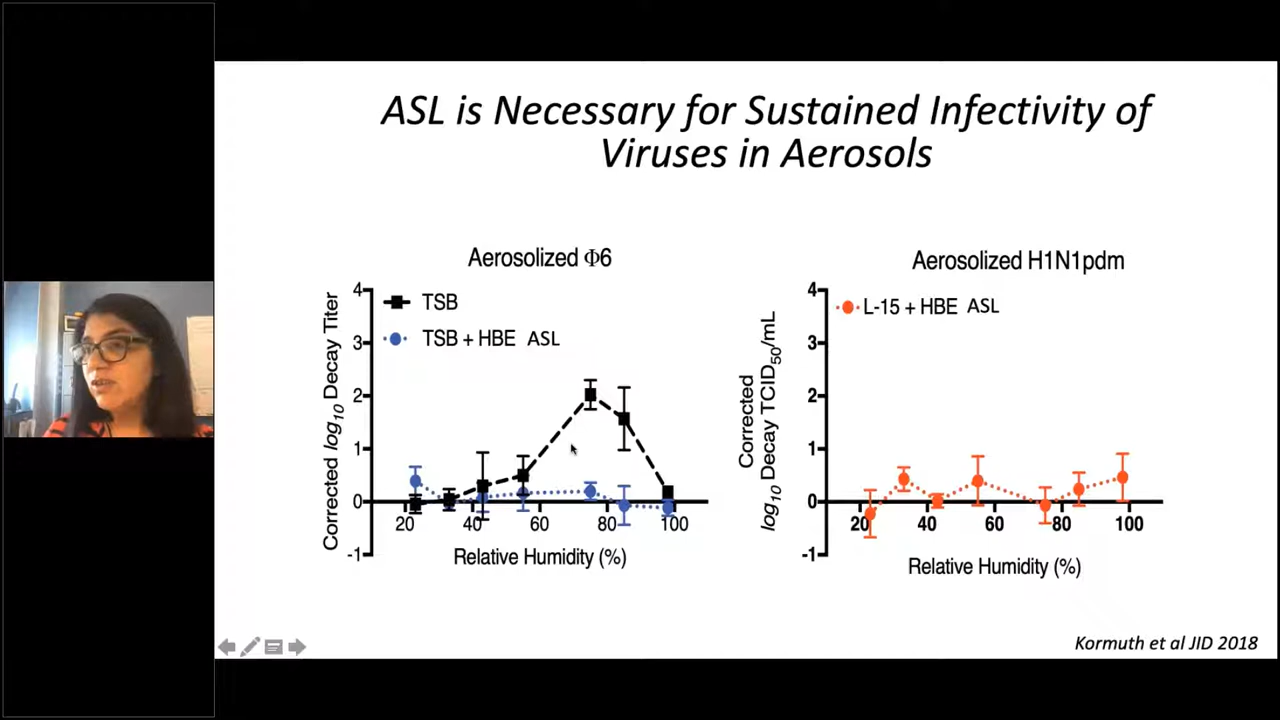 ASL is Necessary for Sustained Infectivity of
Viruses in Aerosols
Aerosolized Φ6
4
3
2
1
0
-1
Corrected log10 Decay Titer
TSB
TSB + HBE ASL
20
40
60
80
100
Relative Humidity (%)
Aerosolized H1N1pdm
4
3
2
1
0
-1
Corrected
log10 Decay TCID50/mL
L-15 + HBE ASL
20
40
60
80
100
Relative Humidity (%)
Kormuth et al JID 2018